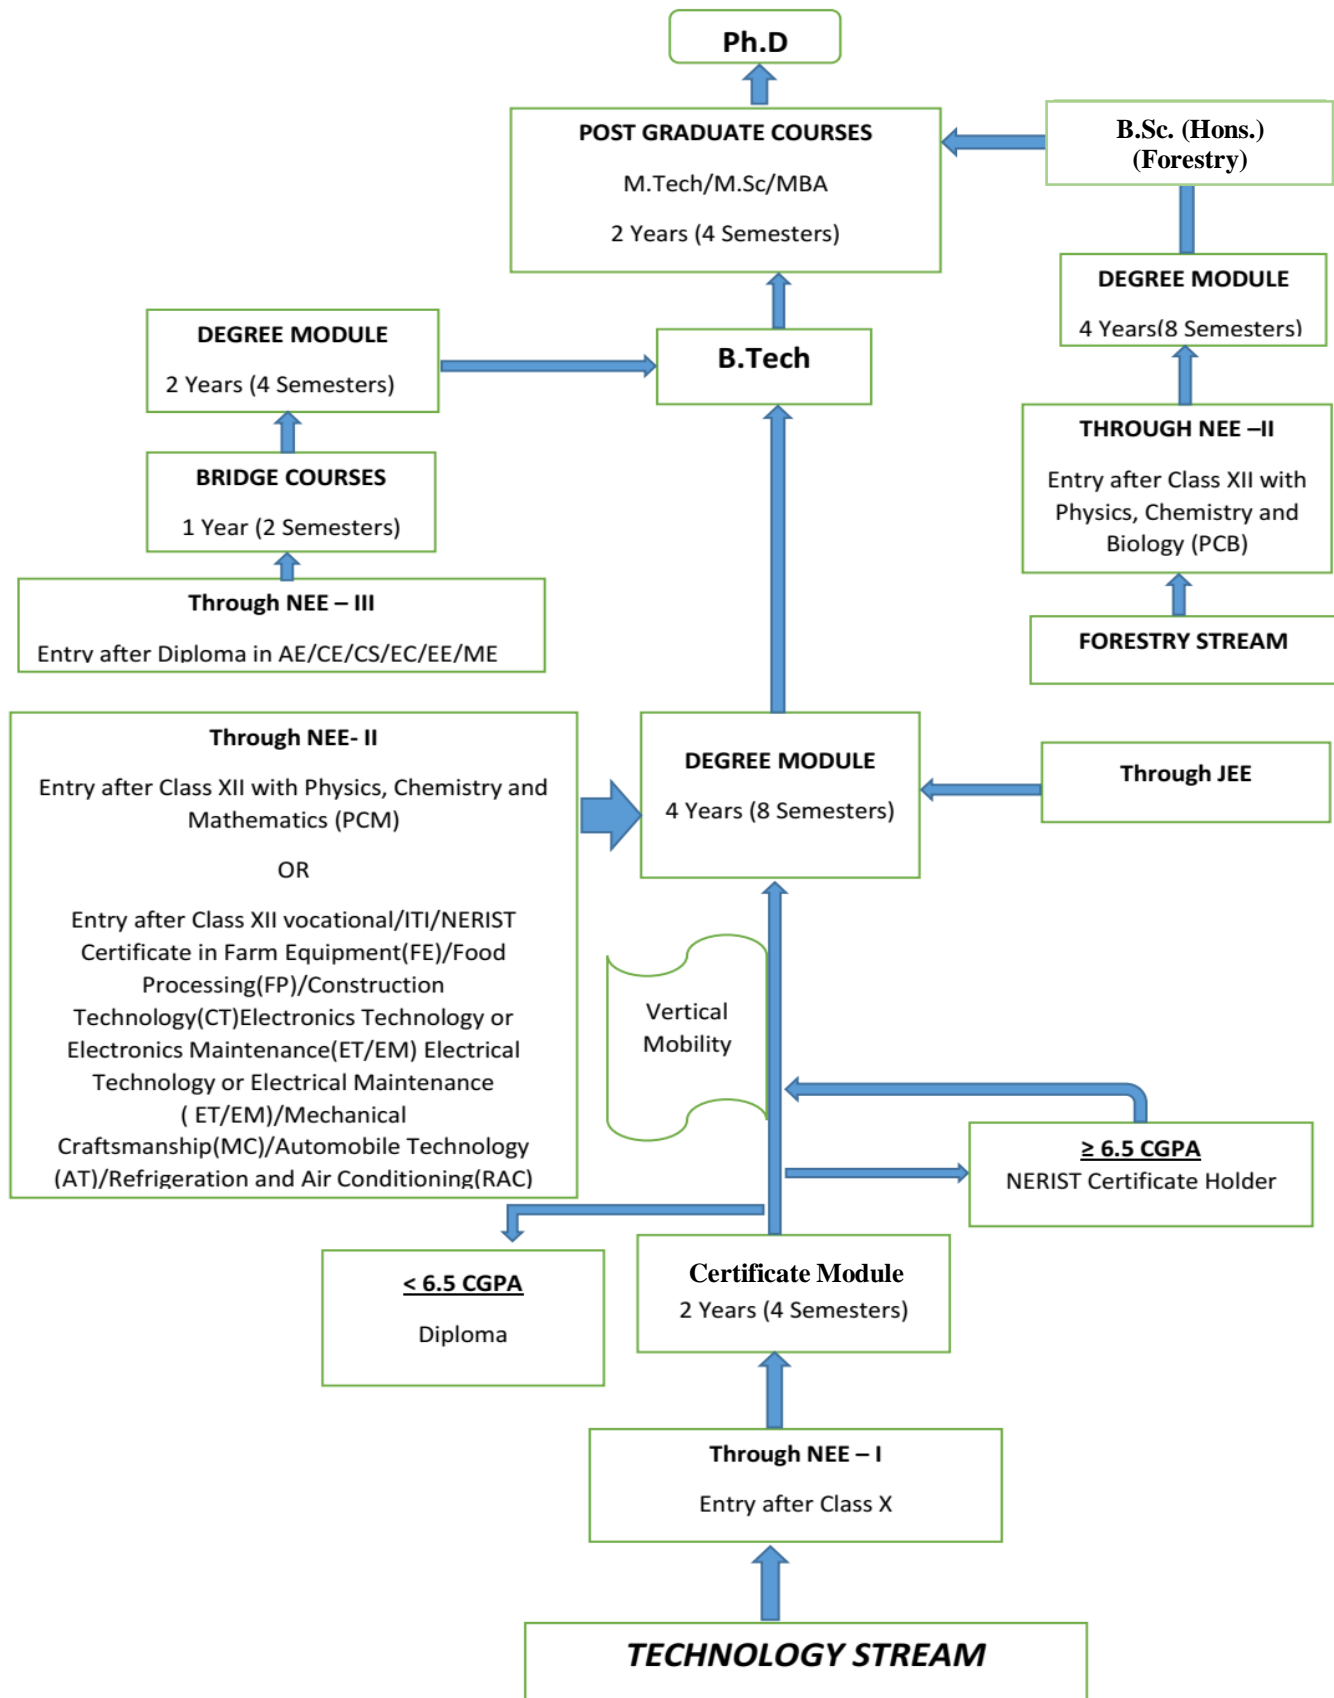 Ph.D
POST GRADUATE COURSES
M.Tech/M.Sc/MBA
2 Years (4 Semesters)
B.Sc. (Hons.)
(Forestry)
DEGREE MODULE
4 Years(8 Semesters)
DEGREE MODULE
2 Years (4 Semesters)
B.Tech
THROUGH NEE –II
Entry after Class XII with
Physics, Chemistry and
Biology (PCB)
BRIDGE COURSES
1 Year (2 Semesters)
Through NEE – III
Entry after Diploma in AE/CE/CS/EC/EE/ME
FORESTRY STREAM
Through NEE- II
Entry after Class XII with Physics, Chemistry and
Mathematics (PCM)
OR
Entry after Class XII vocational/ITI/NERIST
Certificate in Farm Equipment(FE)/Food
Processing(FP)/Construction
Technology(CT)Electronics Technology or
Electronics Maintenance(ET/EM) Electrical
Technology or Electrical Maintenance
( ET/EM)/Mechanical
Craftsmanship(MC)/Automobile Technology
(AT)/Refrigeration and Air Conditioning(RAC)
DEGREE MODULE
4 Years (8 Semesters)
Through JEE
Vertical
Mobility
≥ 6.5 CGPA
NERIST Certificate Holder
< 6.5 CGPA
Diploma
Certificate Module
2 Years (4 Semesters)
Through NEE – I
Entry after Class X
TECHNOLOGY STREAM